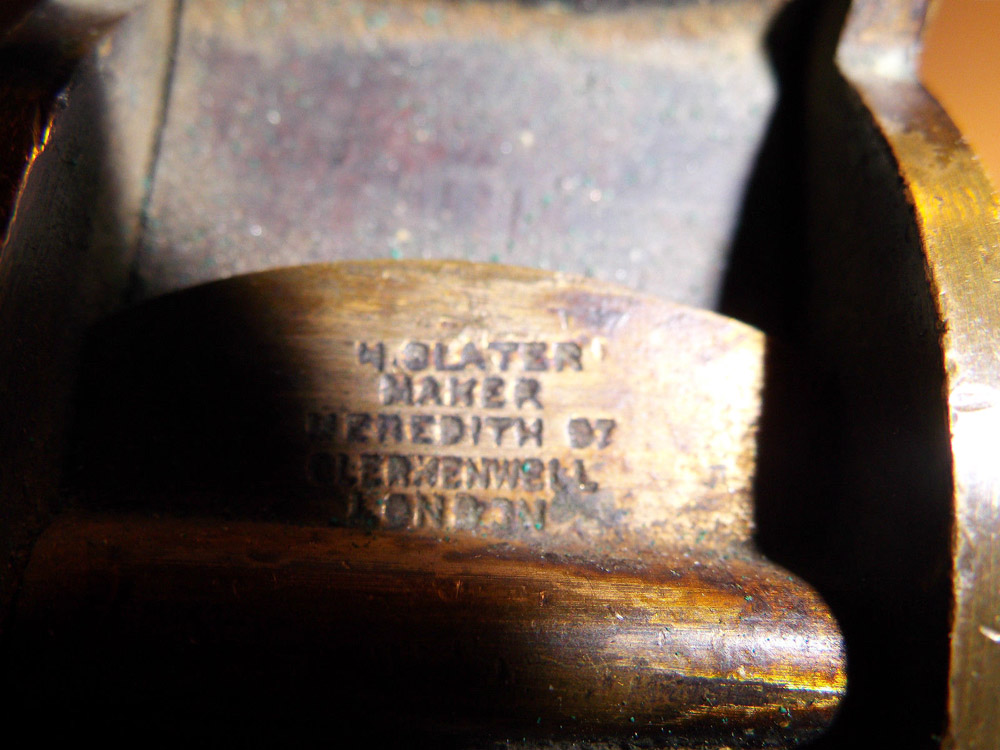 H. SLATER
MAKER
MEREDITH ST
CLERKENWELL
LONDON